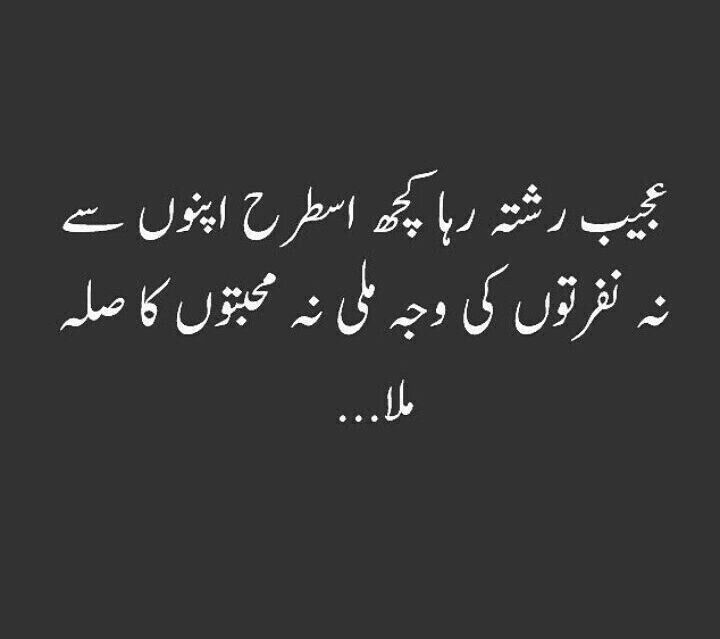 عجیب رشتہ رہا کچھ اسطرح اپنوں سے
نہ نفرتوں کی وجہ ملی نہ محبتوں کا صلہ
ملا...